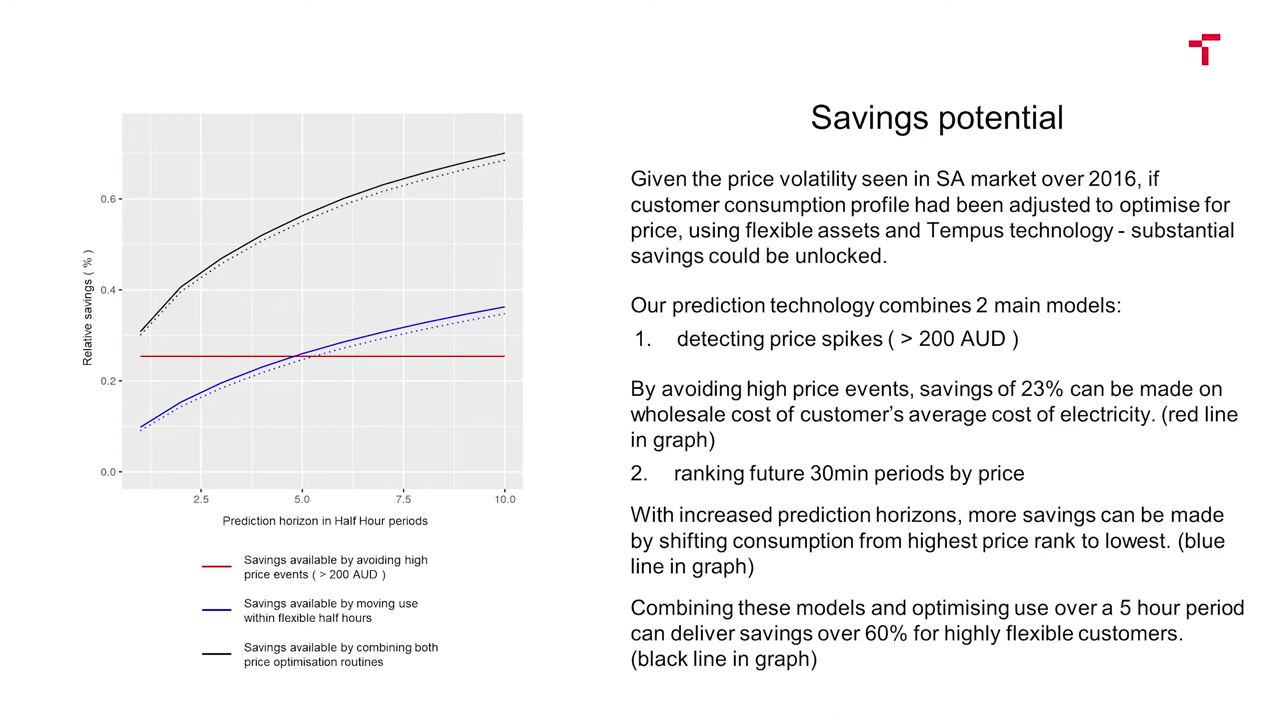 Savings potential
Given the price volatility seen in SA market over 2016, if
customer consumption profile had been adjusted to optimise for
price, using flexible assets and Tempus technology - substantial
savings could be unlocked.
Our prediction technology combines 2 main models:
1. detecting price spikes ( > 200 AUD )
By avoiding high price events, savings of 23% can be made on
wholesale cost of customer's average cost of electricity. (red line
in graph)
2. ranking future 30min periods by price
With increased prediction horizons, more savings can be made
by shifting consumption from highest price rank to lowest. (blue
line in graph)
Combining these models and optimising use over a 5 hour period
can deliver savings over 60% for highly flexible customers.
(black line in graph)
Relative savings ( % )
0.6
0.4
0.2
0.0
2.5 5.0 7.5 10.0
Prediction horizon in Half Hour periods
Savings available by avoiding high
price events ( > 200 AUD )
Savings available by moving use
within flexible half hours
Savings available by combining both
price optimisation routines